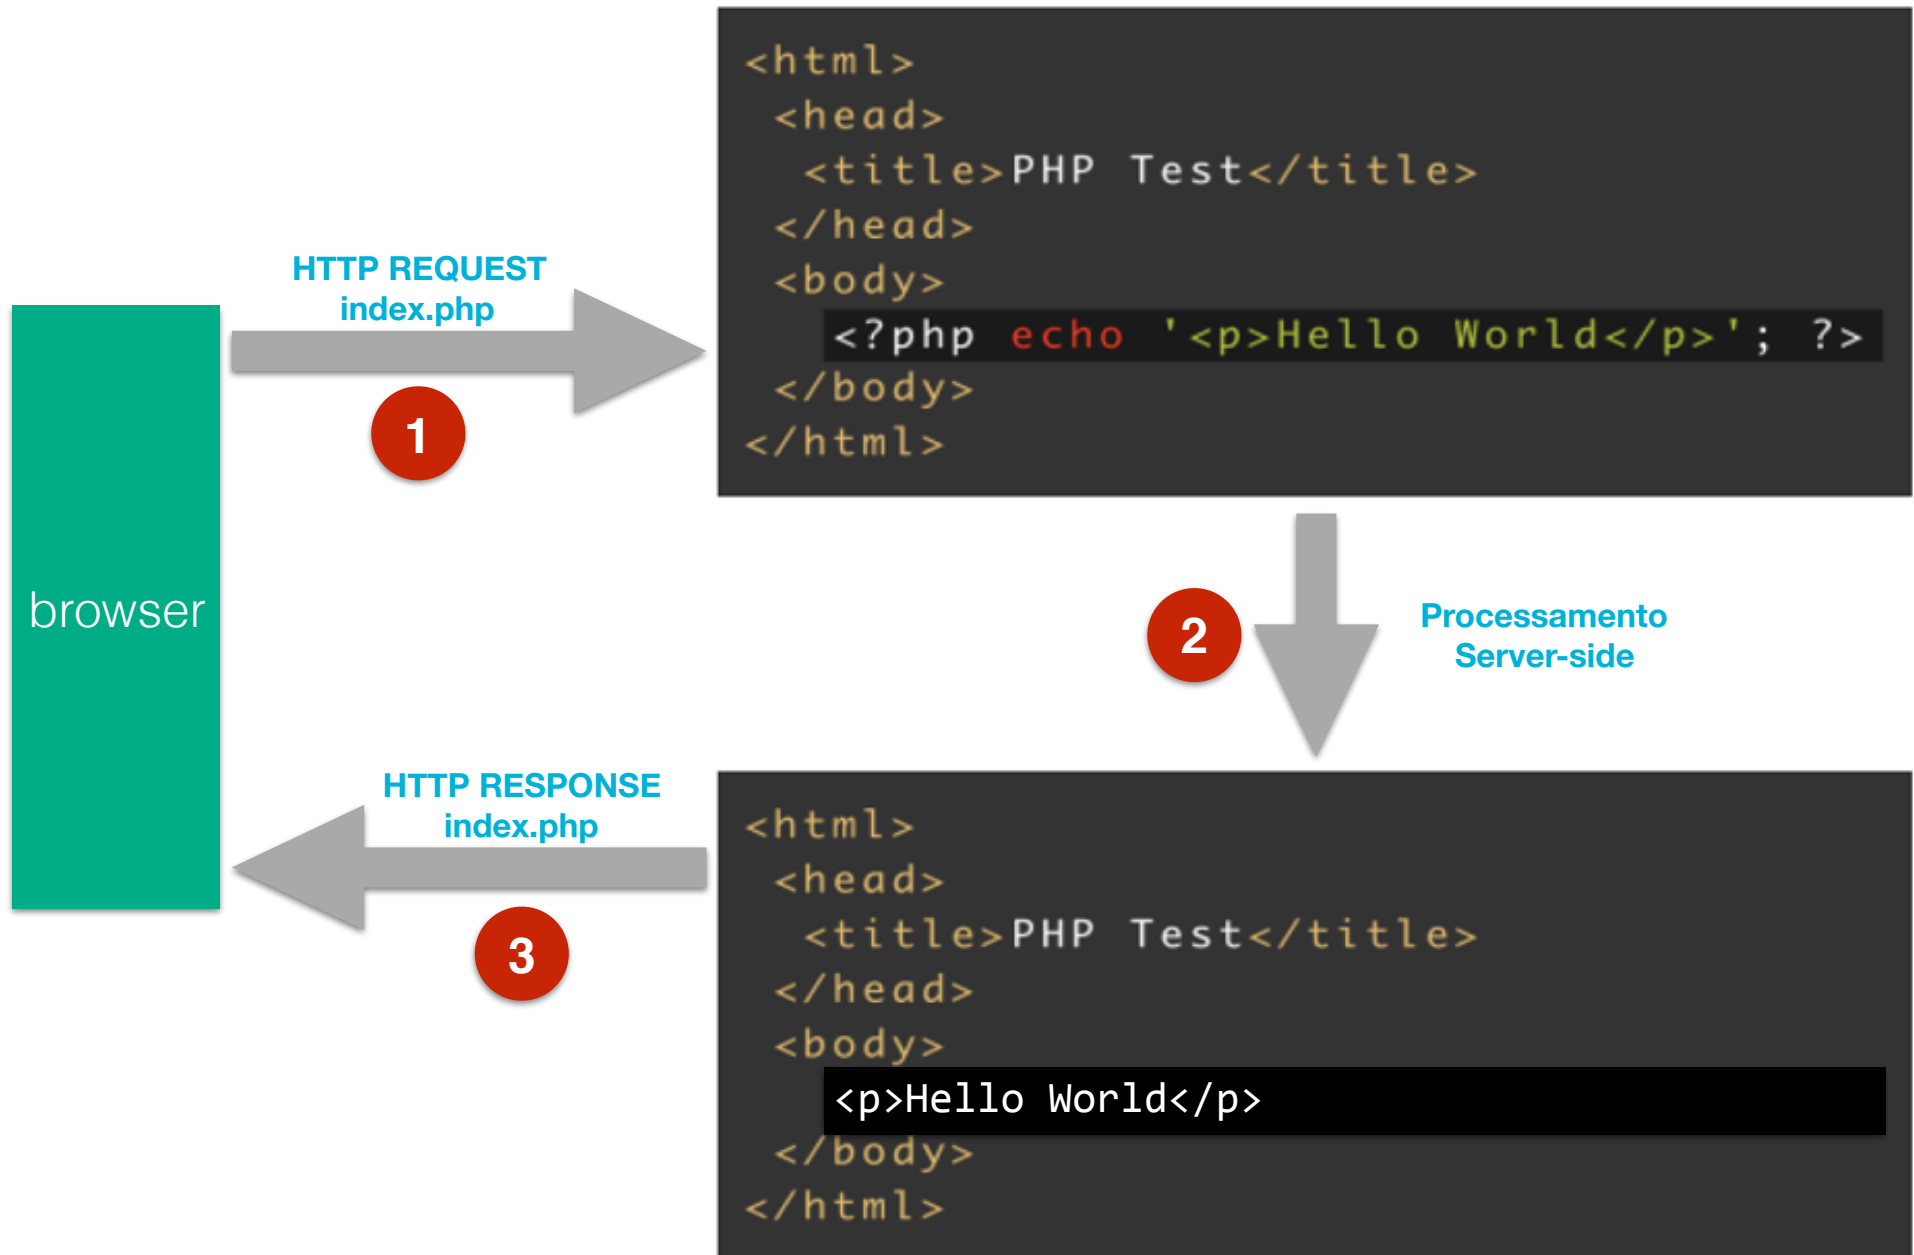 <html>
<head>
<title>PHP Test</title>
</head>
<body>
<?php echo '<p>Hello World</p>'; ?>
</body>
</html>
HTTP REQUEST
index.php
1
browser
2
Processamento
Server-side
HTTP RESPONSE
index.php
3
<html>
<head>
<title>PHP Test</title>
</head>
<body>
<p>Hello World</p>
</body>
</html>